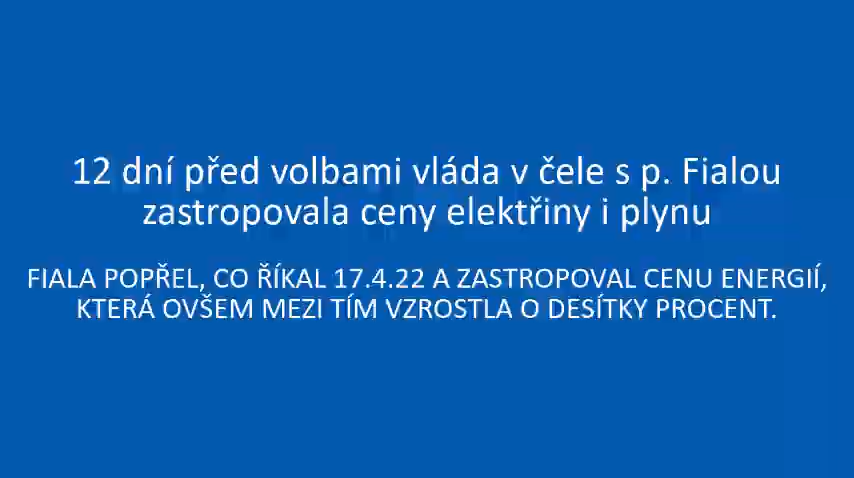 12 dní před volbami vláda v čele s p. Fialou
zastropovala ceny elektřiny i plynu
FIALA POPŘEL, CO ŘÍKAL 17.4.22 A ZASTROPOVAL CENU ENERGIÍ,
KTERÁ OVŠEM MEZI TÍM VZROSTLA O DESÍTKY PROCENT.